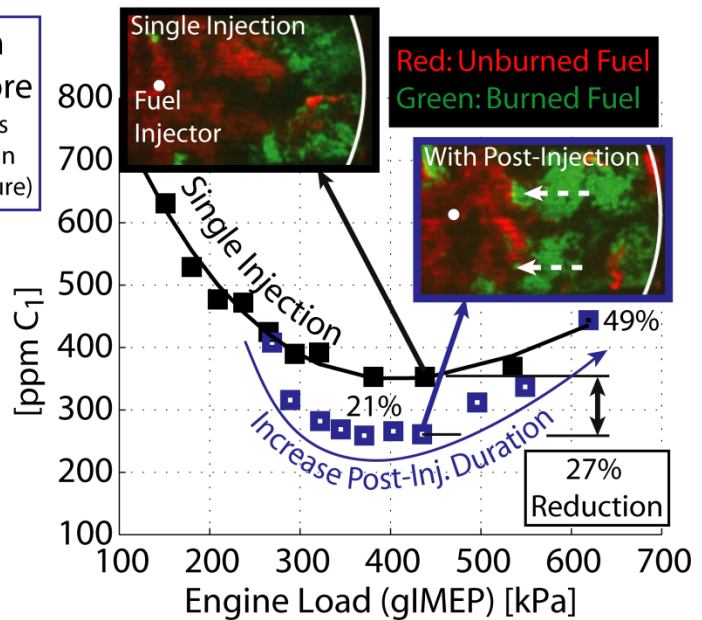 Single Injection
Fuel
Injector
Red: Unburned Fuel
Green: Burned Fuel
With Post-Injection
ure)
800
700
600
500
400
300
200
100
[ppm C1]
Single Injection
49%
21%
Increase Post-Inj. Duration
27%
Reduction
100 200 300 400 500 600 700
Engine Load (gIMEP) [kPa]